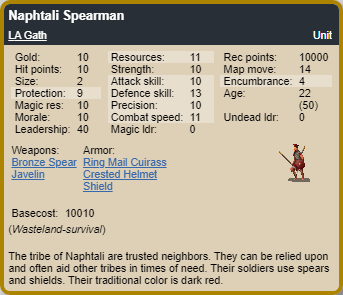 Naphtali Spearman
LA Gath Unit
Gold: 10 Resources: 11 Rec points: 10000
Hit points: 10 Strength: 10 Map move: 14
Size: 2 Attack skill: 10 Encumbrance: 4
Protection: 9 Defence skill: 13 Age: 22
Magic res: 10 Precision: 10 (50)
Morale: 10 Combat speed: 11 Undead ldr: 0
Leadership: 40 Magic ldr: 0
Weapons: Armor:
Bronze Spear Ring Mail Cuirass
Javelin Crested Helmet
Shield
Basecost: 10010
(Wasteland-survival)
The tribe of Naphtali are trusted neighbors. They can be relied upon
and often aid other tribes in times of need. Their soldiers use spears
and shields. Their traditional color is dark red.